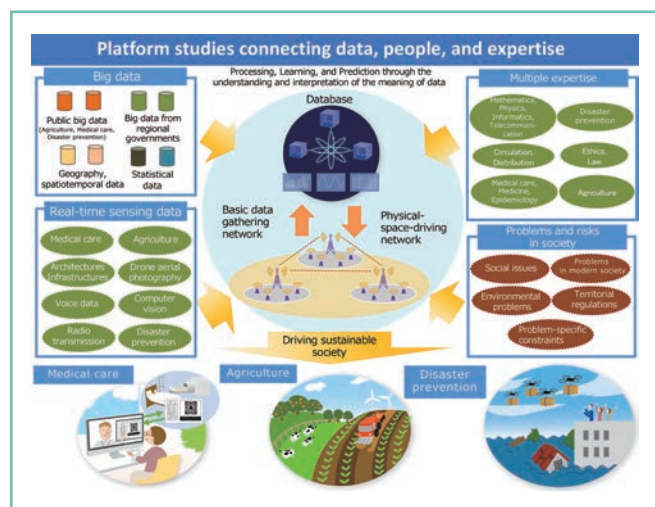 Platform studies connecting data, people, and expertise
Big data
Public big data
(Agriculture, Medical care,
Disaster prevention)
Big data from
regional
governments
Geography,
spatiotemporal data
Statistical
data
Real-time sensing data
Medical care
Agriculture
Architectures
Infrastructures
Drone aerial
photography
Voice data
Computer
vision
Radio
transmission
Disaster
prevention
Processing, Learning, and Prediction through the
understanding and interpretation of the meaning of data
Database
Basic data
gathering
network
Physical-
space-driving
network
Driving sustainable
society
Multiple expertise
Mathematics,
Physics,
Informatics,
Telecommuni-
cation
Disaster
prevention
Circulation
Distribution
Ethics,
Law
Medical care,
Medicine,
Epidemiology
Agriculture
Problems and risks
in society
Social issues
Problems
in modern society
Environmental
problems
Territorial
regulations
Problem-specific
constraints
Medical care
Agriculture
Disaster
prevention